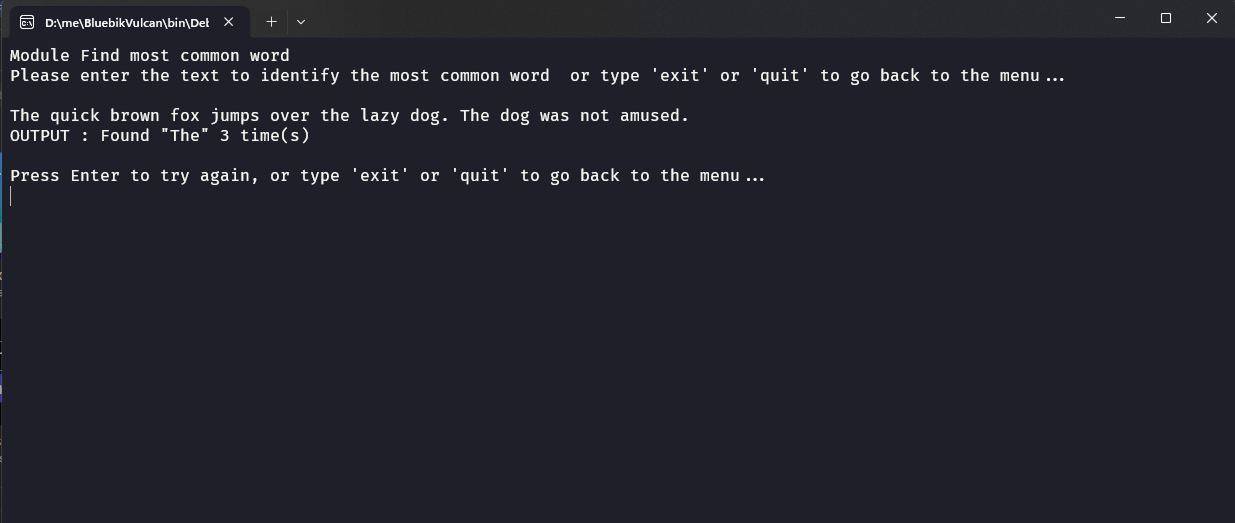 D:\me\BluebikVulcan\bin\Det
Module Find most common word
Please enter the text to identify the most common word  or type 'exit' or 'quit' to go back to the menu...
The quick brown fox jumps over the lazy dog. The dog was not amused.
OUTPUT : Found "The" 3 time(s)
Press Enter to try again, or type 'exit' or 'quit' to go back to the menu...